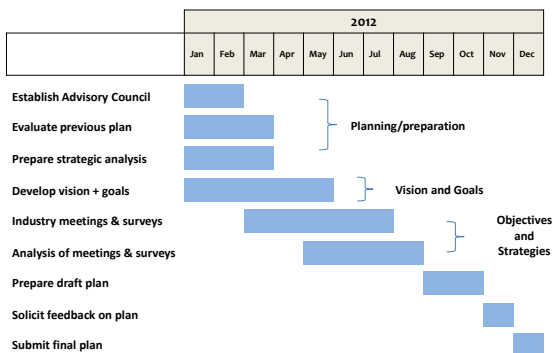 2012
Jan Feb Mar Apr May Jun Jul Aug Sep Oct Nov Dec
Establish Advisory Council
Evaluate previous plan
Planning/preparation
Prepare strategic analysis
Develop vision + goals
Vision and Goals
Industry meetings & surveys
Objectives
and
Strategies
Analysis of meetings & surveys
Prepare draft plan
Solicit feedback on plan
Submit final plan